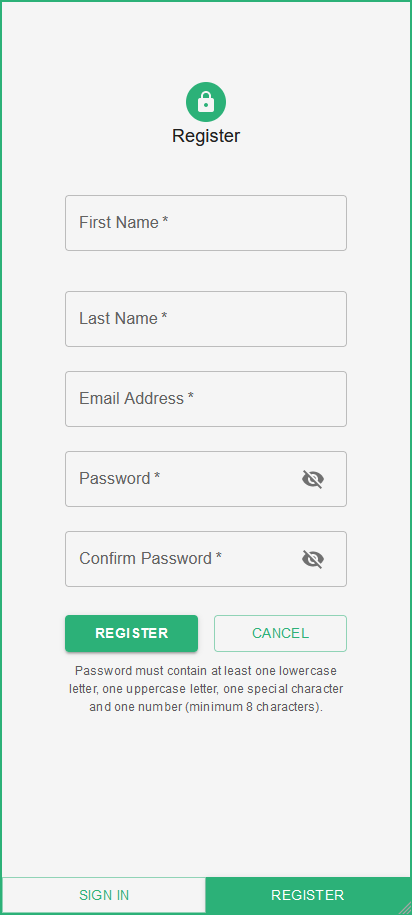 Register
First Name *
Last Name *
Email Address *
Password *
Confirm Password *
REGISTER
CANCEL
Password must contain at least one lowercase
letter, one uppercase letter, one special character
and one number (minimum 8 characters).
SIGN IN
REGISTER